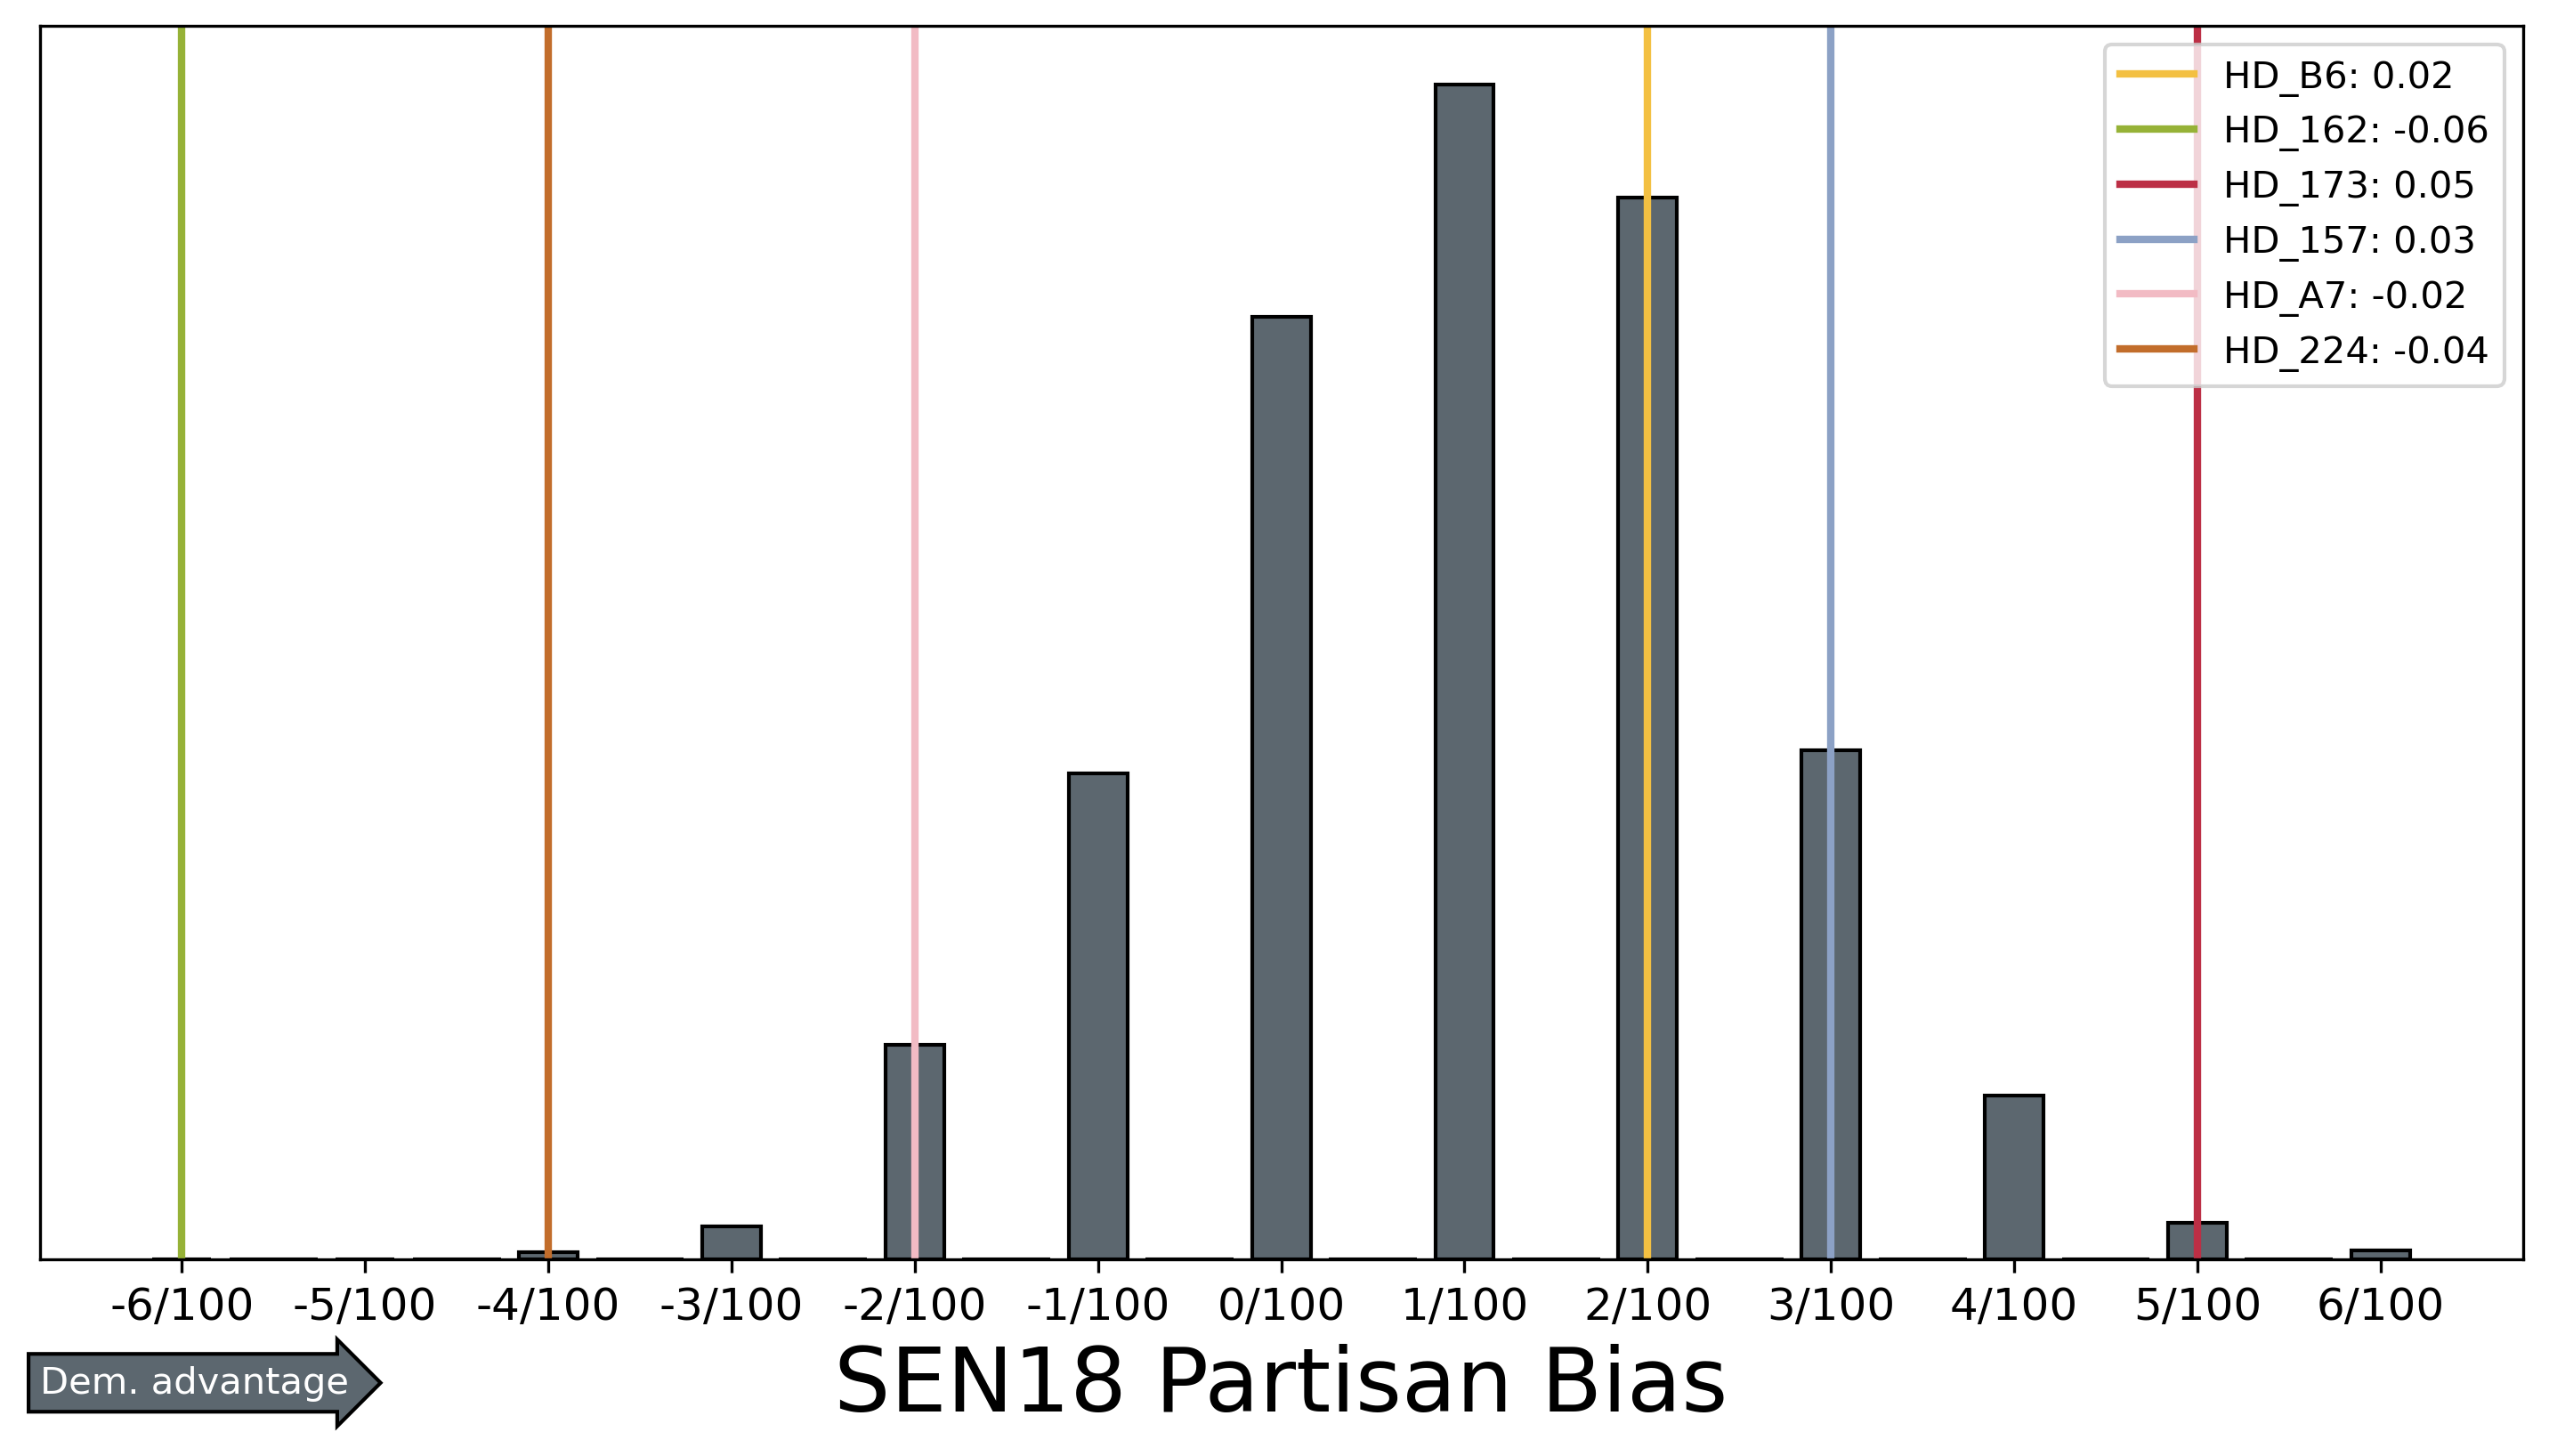 HD_B6: 0.02
HD_162: -0.06
HD_173: 0.05
HD_157: 0.03
HD_A7: -0.02
HD_224: -0.04
-6/100 -5/100 -4/100 -3/100 -2/100 -1/100 0/100 1/100 2/100 3/100 4/100 5/100 6/100
Dem. advantage
SEN18 Partisan Bias